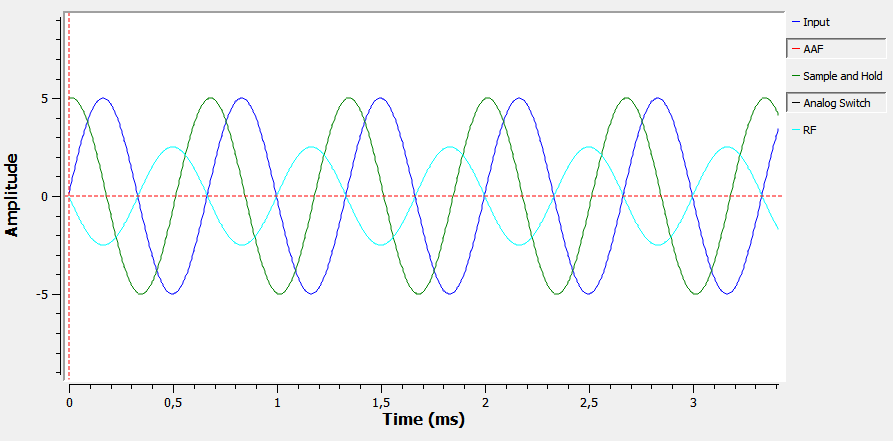 Input
AAF
Sample and Hold
Analog Switch
RF
Amplitude
5
0
-5
0
0,5
1
1,5
2
2,5
3
Time (ms)